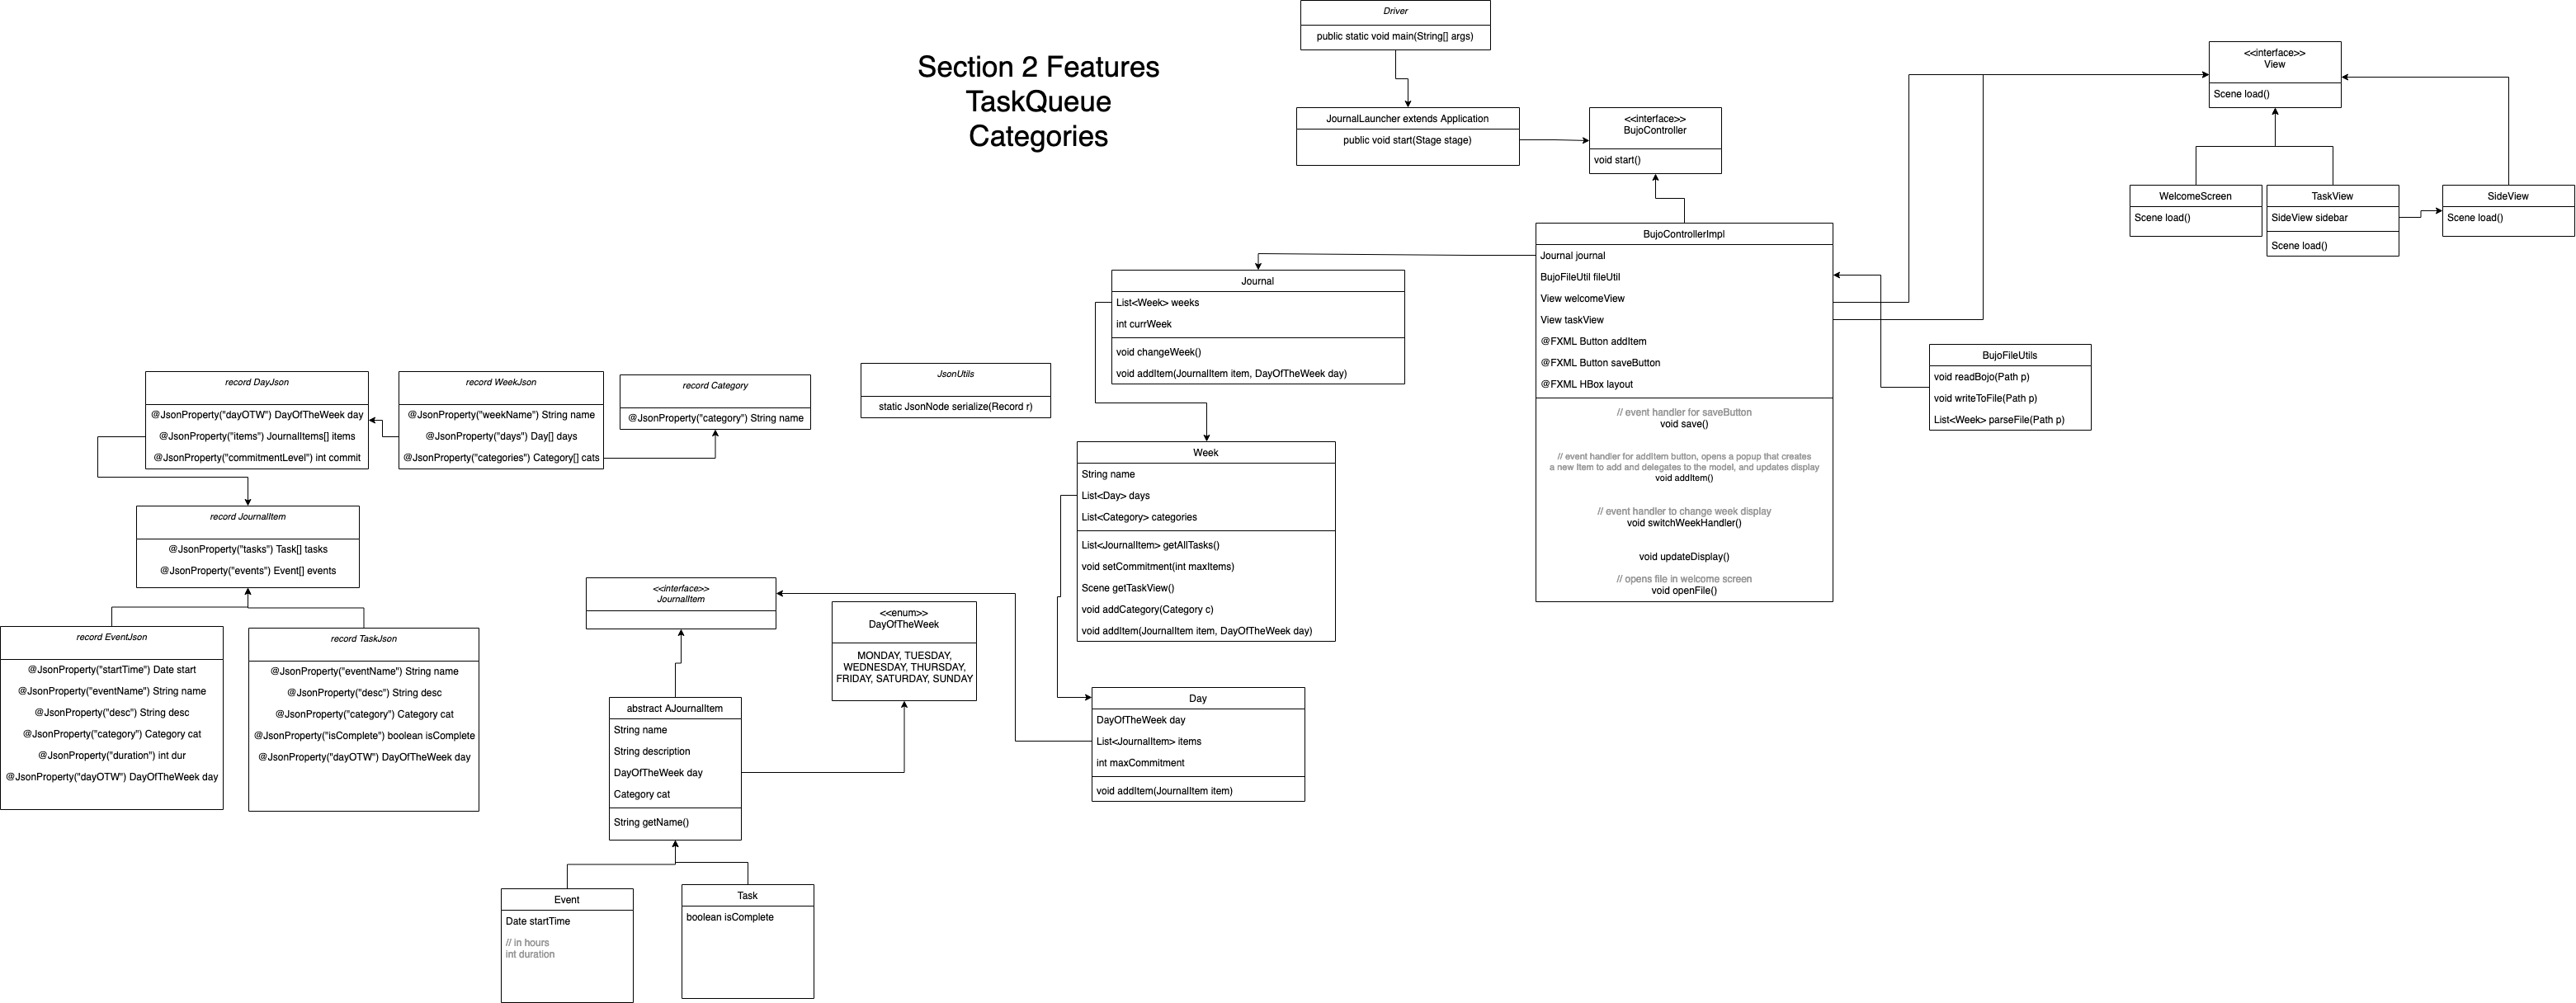 Driver
public static void main(String[] args)
Section 2 Features
TaskQueue
Categories
JournalLauncher extends Application
public void start(Stage stage)
<<interface>>
BujoController
void start()
<<interface>>
View
Scene load()
WelcomeScreen
Scene load()
TaskView
SideView sidebar
Scene load()
SideView
Scene load()
BujoControllerImpl
Journal journal
BujoFileUtil fileUtil
View welcomeView
View taskView
@FXML Button addItem
@FXML Button saveButton
@FXML HBox layout
// event handler for saveButton
void save()
// event handler for addItem button, opens a popup that creates
a new Item to add and delegates to the model, and updates display
void addItem()
// event handler to change week display
void switchWeekHandler()
void updateDisplay()
// opens file in welcome screen
void openFile()
BujoFileUtils
void readBojo(Path p)
void writeToFile(Path p)
List<Week> parseFile(Path p)
Journal
List<Week> weeks
int currWeek
void changeWeek()
void addItem(JournalItem item, DayOfTheWeek day)
JsonUtils
static JsonNode serialize(Record r)
record DayJson
@JsonProperty("dayOTW") DayOfTheWeek day
@JsonProperty("items") JournalItems[] items
@JsonProperty("commitmentLevel") int commit
record WeekJson
@JsonProperty("weekName") String name
@JsonProperty("days") Day[] days
@JsonProperty("categories") Category[] cats
record Category
@JsonProperty("category") String name
record JournalItem
@JsonProperty("tasks") Task[] tasks
@JsonProperty("events") Event[] events
record EventJson
@JsonProperty("startTime") Date start
@JsonProperty("eventName") String name
@JsonProperty("desc") String desc
@JsonProperty("category") Category cat
@JsonProperty("duration") int dur
@JsonProperty("dayOTW") DayOfTheWeek day
record TaskJson
@JsonProperty("eventName") String name
@JsonProperty("desc") String desc
@JsonProperty("category") Category cat
@JsonProperty("isComplete") boolean isComplete
@JsonProperty("dayOTW") DayOfTheWeek day
Week
String name
List<Day> days
List<Category> categories
List<JournalItem> getAllTasks()
void setCommitment(int maxItems)
Scene getTaskView()
void addCategory(Category c)
void addItem(JournalItem item, DayOfTheWeek day)
<<interface>>
JournalItem
<<enum>>
DayOfTheWeek
MONDAY, TUESDAY,
WEDNESDAY, THURSDAY,
FRIDAY, SATURDAY, SUNDAY
Day
DayOfTheWeek day
List<JournalItem> items
int maxCommitment
void addItem(JournalItem item)
abstract AJournalItem
String name
String description
DayOfTheWeek day
Category cat
String getName()
Event
Date startTime
// in hours
int duration
Task
boolean isComplete